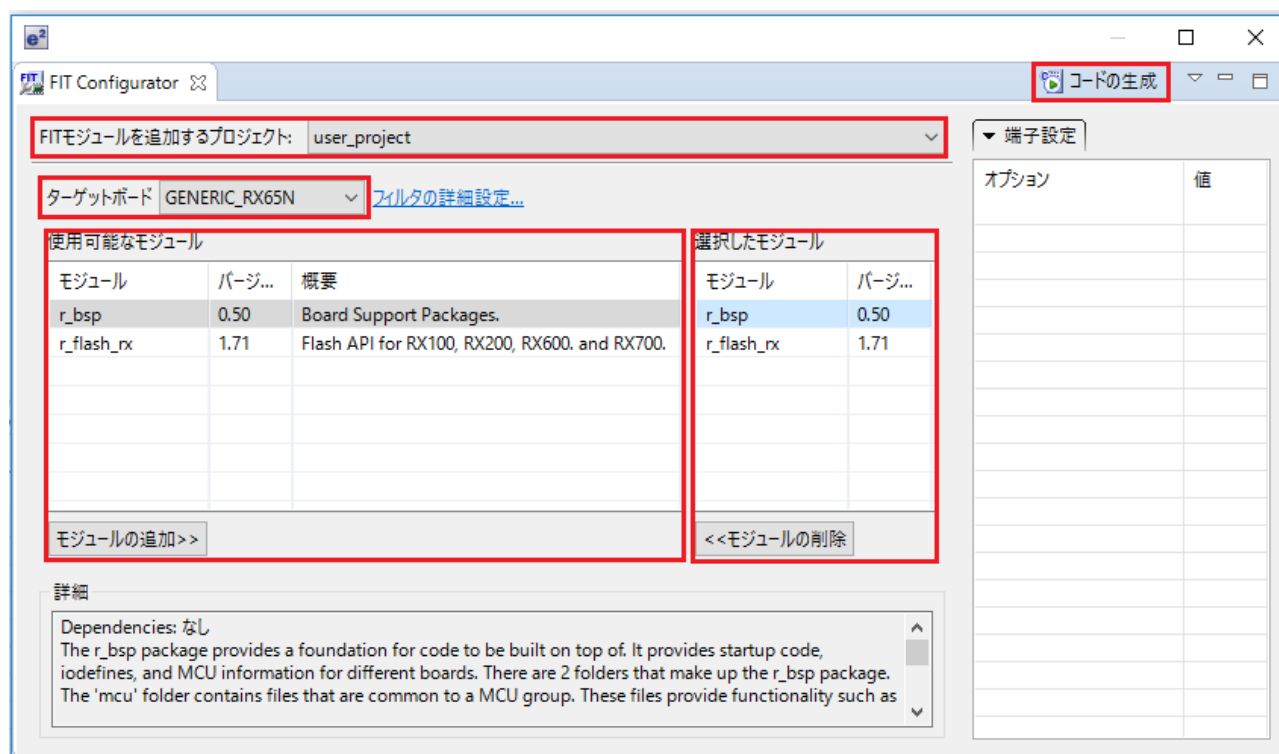 e²
FIT Configurator
コードの生成
FITモジュールを追加するプロジェクト: user_project
ターゲットボード GENERIC_RX65N フィルタの詳細設定...
使用可能なモジュール
モジュール バージ... 概要
r_bsp 0.50 Board Support Packages.
r_flash_rx 1.71 Flash API for RX100, RX200, RX600. and RX700.
モジュールの追加>>
選択したモジュール
モジュール バージ...
r_bsp 0.50
r_flash_rx 1.71
<<モジュールの削除
詳細
Dependencies: なし
The r_bsp package provides a foundation for code to be built on top of. It provides startup code,
iodefines, and MCU information for different boards. There are 2 folders that make up the r_bsp package.
The 'mcu' folder contains files that are common to a MCU group. These files provide functionality such as
端子設定
オプション 値